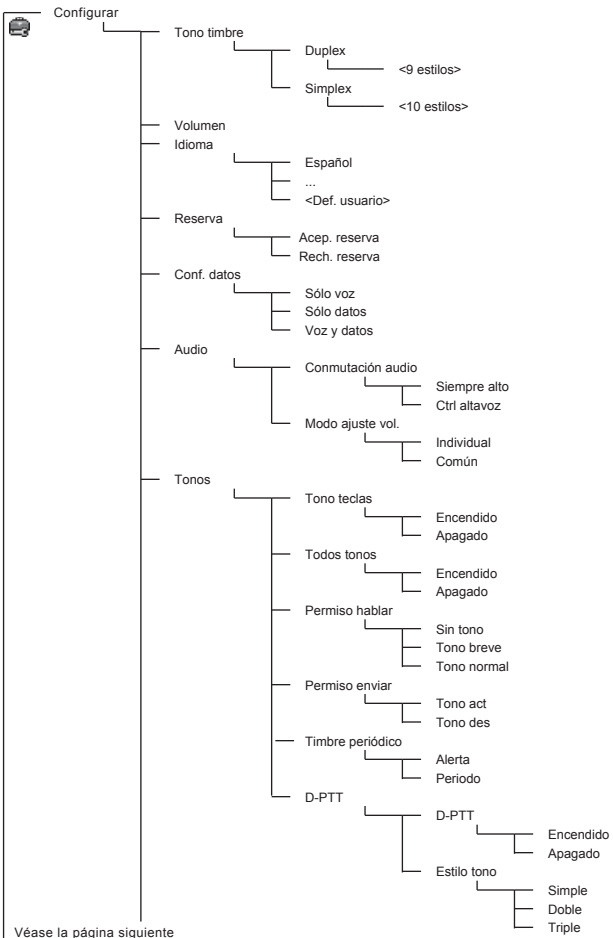 Configurar
Tono timbre
Duplex
<9 estilos>
Simplex
<10 estilos>
Volumen
Idioma
Español
...
<Def. usuario>
Reserva
Acep. reserva
Rech. reserva
Conf. datos
Sólo voz
Sólo datos
Voz y datos
Audio
Conmutación audio
Siempre alto
Ctrl altavoz
Modo ajuste vol.
Individual
Común
Tonos
Tono teclas
Encendido
Apagado
Todos tonos
Encendido
Apagado
Permiso hablar
Sin tono
Tono breve
Tono normal
Permiso enviar
Tono act
Tono des
Timbre periódico
Alerta
Periodo
D-PTT
D-PTT
Encendido
Apagado
Estilo tono
Simple
Doble
Triple
Véase la página siguiente